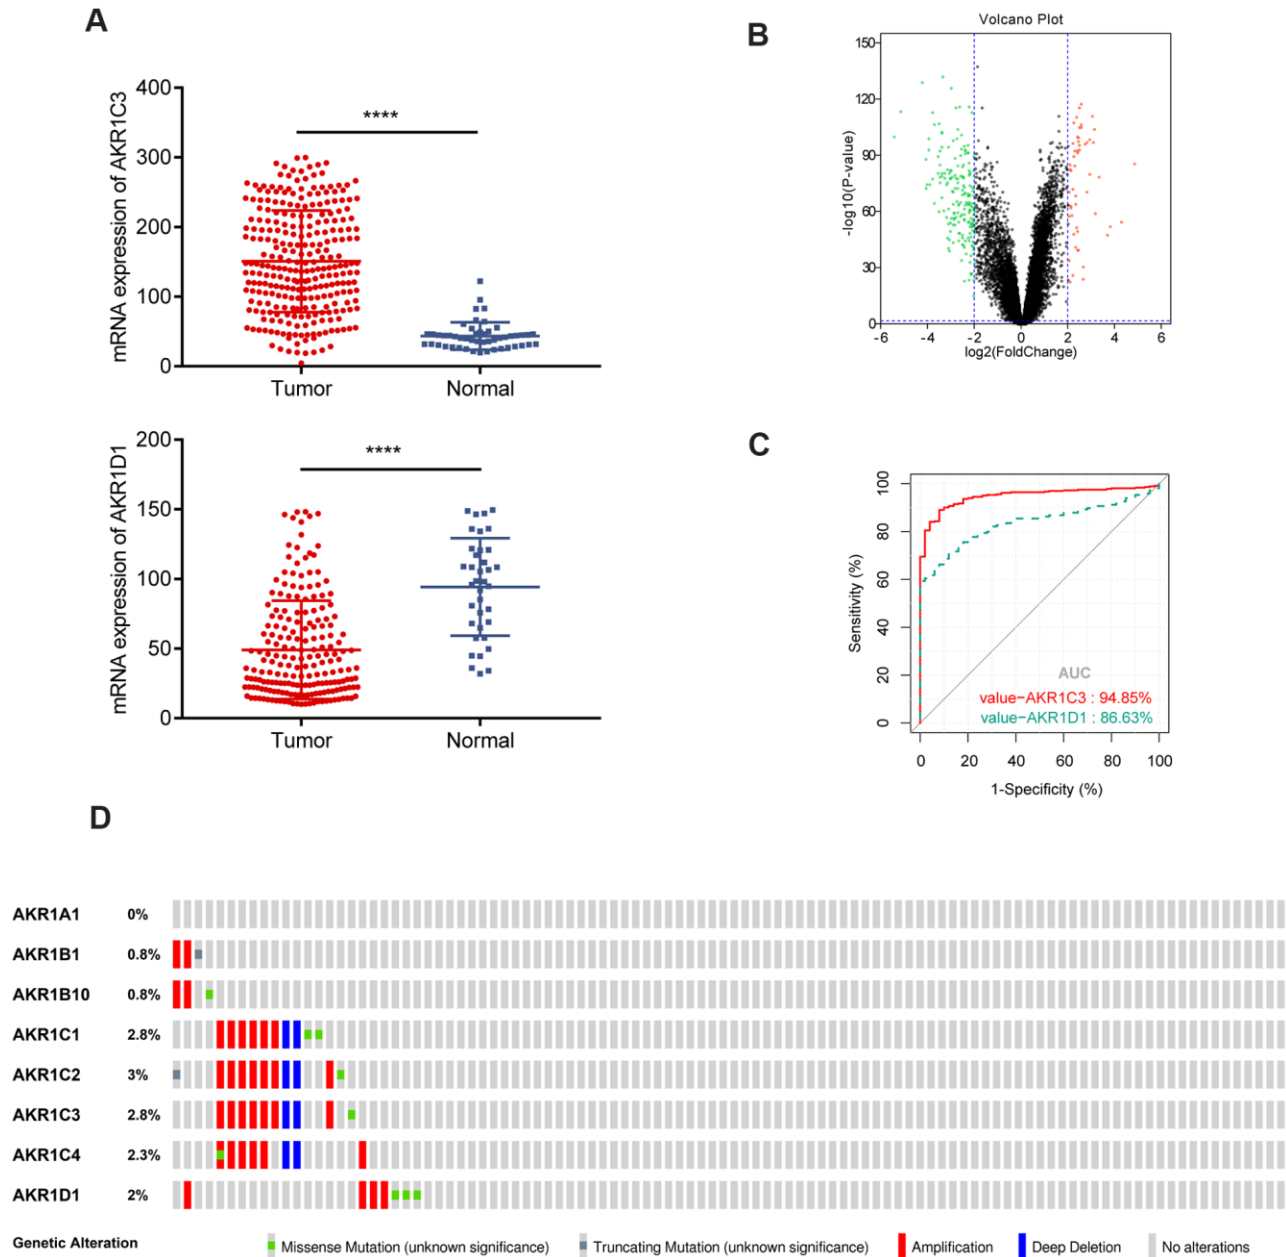 A
mRNA expression of AKR1C3
400
300
200
100
0
****
Tumor
Normal
mRNA expression of AKR1D1
200
150
100
50
0
****
Tumor
Normal
B
Volcano Plot
-log10(P-value)
150
120
90
60
30
0
-6 -4 -2 0 2 4 6
log2(FoldChange)
C
Sensitivity (%)
100
80
60
40
20
0
AUC
value-AKR1C3 : 94.85%
value-AKR1D1 : 86.63%
0 20 40 60 80 100
1-Specificity (%)
D
AKR1A1 0%
AKR1B1 0.8%
AKR1B10 0.8%
AKR1C1 2.8%
AKR1C2 3%
AKR1C3 2.8%
AKR1C4 2.3%
AKR1D1 2%
Genetic Alteration Missense Mutation (unknown significance) Truncating Mutation (unknown significance) Amplification Deep Deletion No alterations